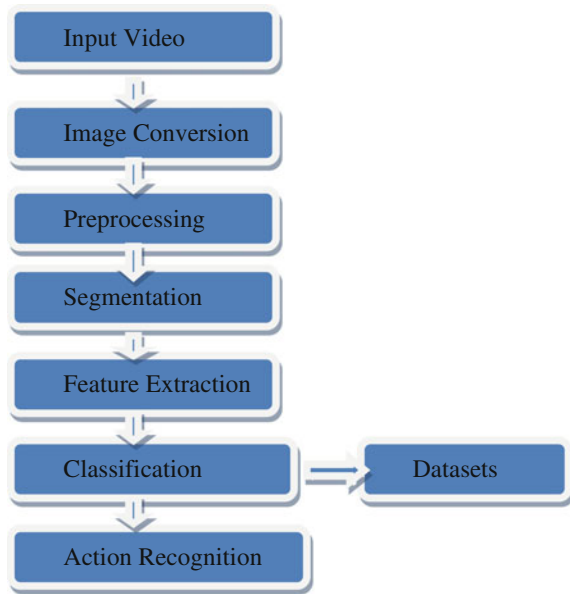 Input Video
Image Conversion
Preprocessing
Segmentation
Feature Extraction
Classification
Datasets
Action Recognition